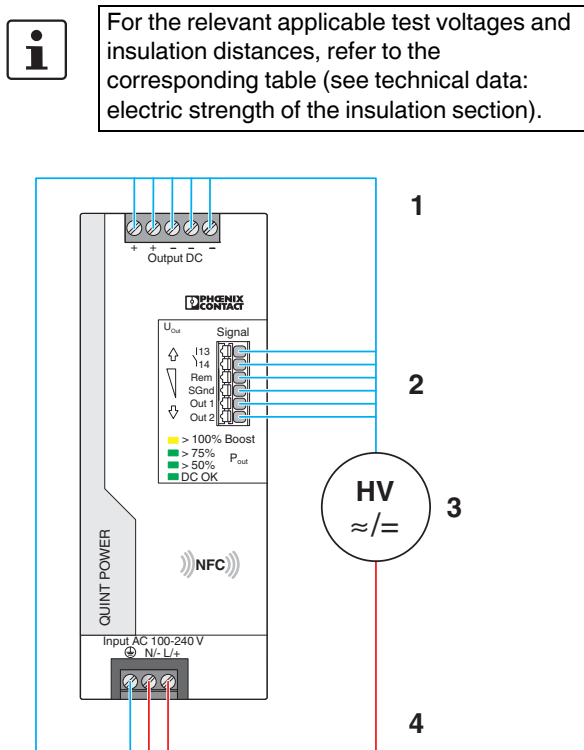 For the relevant applicable test voltages and
insulation distances, refer to the
corresponding table (see technical data:
electric strength of the insulation section).
1
+ + – – –
Output DC
PHŒNIX
CONTACT
UOut
Signal
13
14
Rem
SGnd
Out 1
Out 2
2
> 100% Boost
> 75%
> 50%
DC OK
Pout
HV
≈/=
3
QUINT POWER
NFC
Input AC 100-240 V
N/- L/+
4